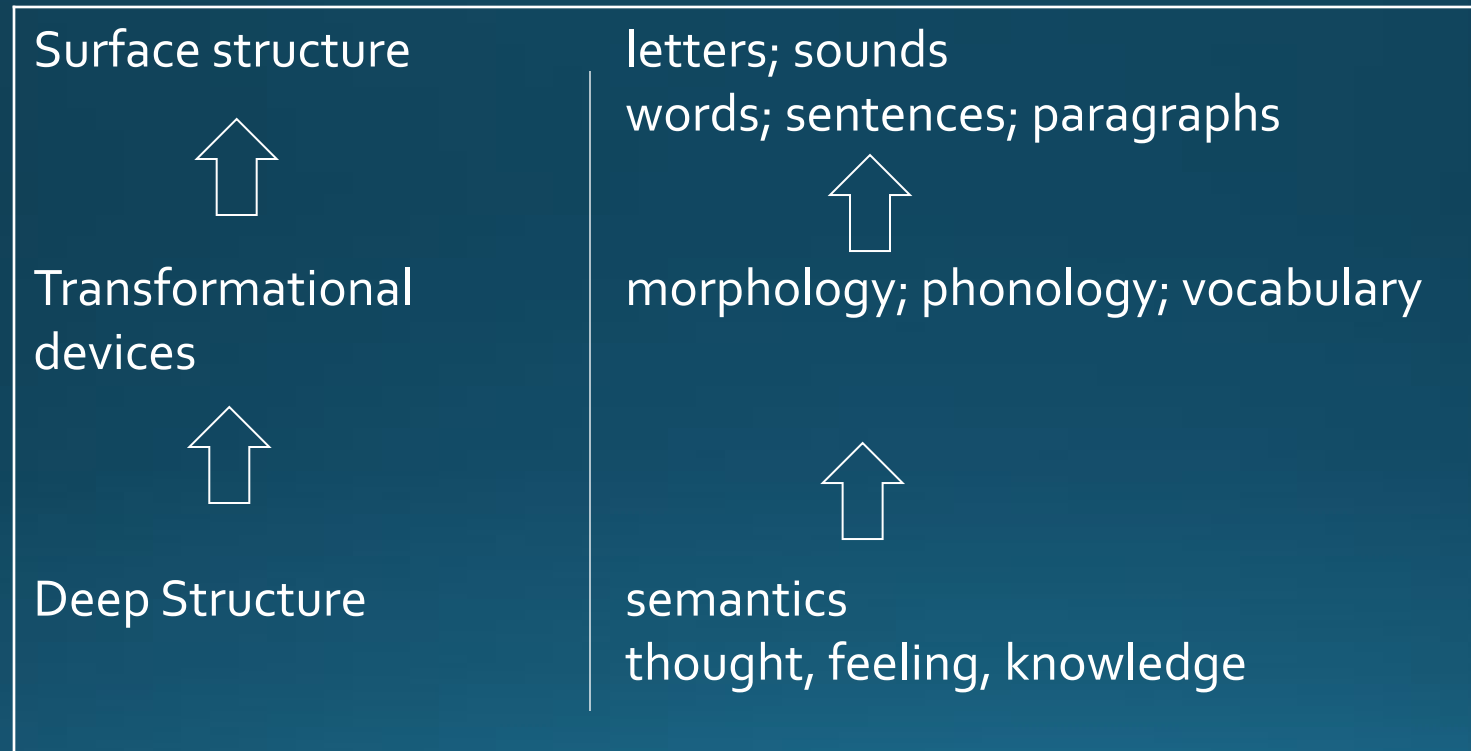 Surface structure
letters; sounds
words; sentences; paragraphs
Transformational
devices
morphology; phonology; vocabulary
Deep Structure
semantics
thought, feeling, knowledge